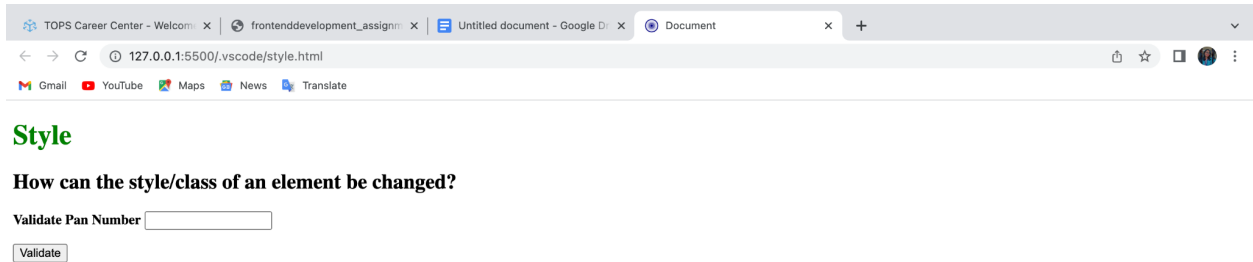 TOPS Career Center - Welcom
frontenddevelopment_assignm
Untitled document - Google Do
Document
127.0.0.1:5500/.vscode/style.html
Gmail YouTube Maps News Translate
Style
How can the style/class of an element be changed?
Validate Pan Number
Validate